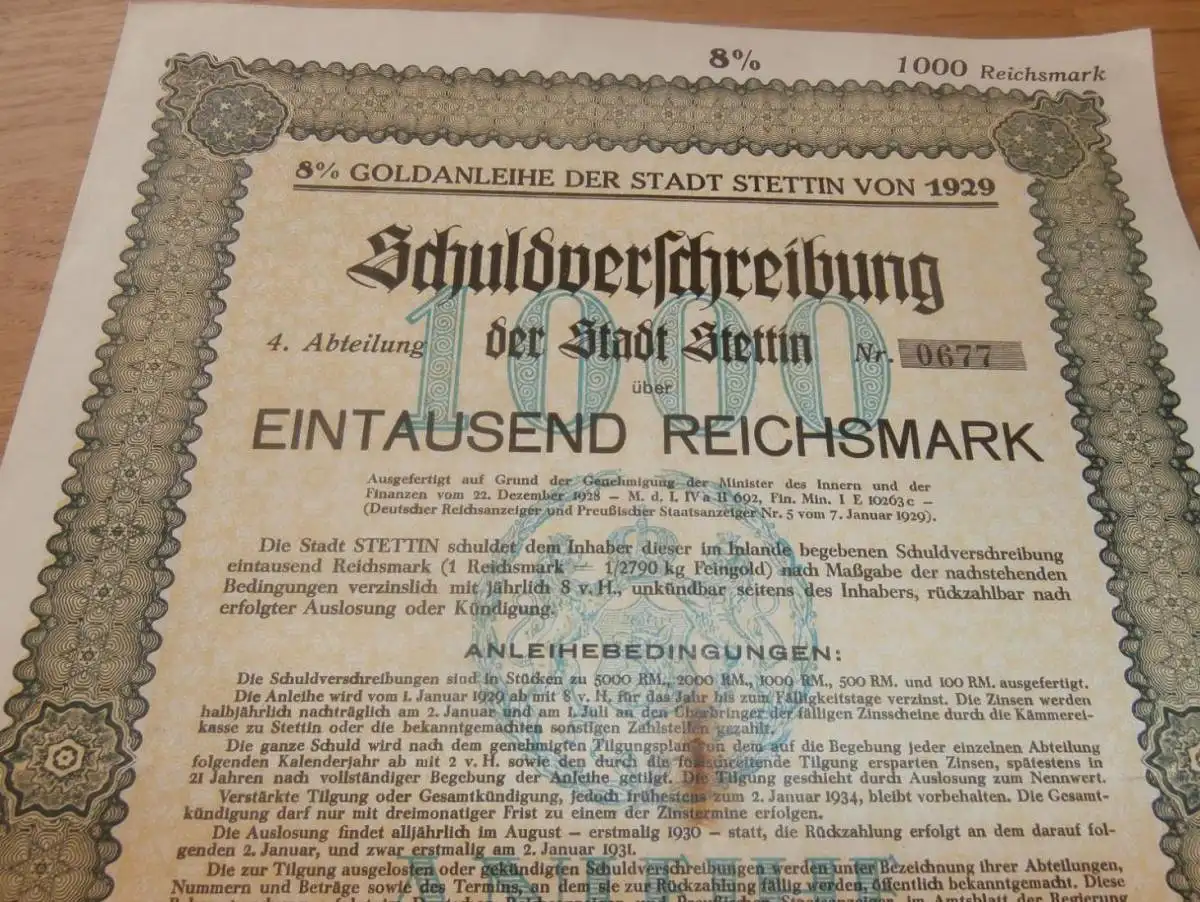 8% 1000 Reichsmark
8% GOLDANLEIHE DER STADT STETTIN VON 1929
Schuldverschreibung
1000
4. Abteilung der Stadt Stettin Nr. 0677
über
EINTAUSEND REICHSMARK
Ausgefertigt auf Grund der Genehmigung der Minister des Innern und der
Finanzen vom 22. Dezember 1928 – M. d. I. IV a II 692, Fin. Min. I E 10263 c –
(Deutscher Reichsanzeiger und Preußischer Staatsanzeiger Nr. 5 vom 7. Januar 1929).
Die Stadt STETTIN schuldet dem Inhaber dieser im Inlande begebenen Schuldverschreibung
eintausend Reichsmark (1 Reichsmark = 1/2790 kg Feingold) nach Maßgabe der nachstehenden
Bedingungen verzinslich mit jährlich 8 v. H., unkündbar seitens des Inhabers, rückzahlbar nach
erfolgter Auslosung oder Kündigung.
ANLEIHEBEDINGUNGEN:
Die Schuldverschreibungen sind in Stücken zu 5000 RM., 2000 RM., 1000 RM., 500 RM. und 100 RM. ausgefertigt.
Die Anleihe wird vom 1. Januar 1929 ab mit 8 v. H. für das Jahr bis zum Fälligkeitstage verzinst. Die Zinsen werden
halbjährlich nachträglich am 2. Januar und am 1. Juli an den Überbringer der fälligen Zinsscheine durch die Kämmerei-
kasse zu Stettin oder die bekanntgemachten sonstigen Zahlstellen gezahlt.
Die ganze Schuld wird nach dem genehmigten Tilgungsplan von dem auf die Begebung jeder einzelnen Abteilung
folgenden Kalenderjahr ab mit 2 v. H. sowie den durch die fortschreitende Tilgung ersparten Zinsen, spätestens in
21 Jahren nach vollständiger Begebung der Anleihe getilgt. Die Tilgung geschieht durch Auslosung zum Nennwert.
Verstärkte Tilgung oder Gesamtkündigung, jedoch frühestens zum 2. Januar 1934, bleibt vorbehalten. Die Gesamt-
kündigung darf nur mit dreimonatiger Frist zu einem der Zinstermine erfolgen.
Die Auslosung findet alljährlich im August – erstmalig 1930 – statt, die Rückzahlung erfolgt an dem darauf fol-
genden 2. Januar, und zwar erstmalig am 2. Januar 1931.
Die zur Tilgung ausgelosten oder gekündigten Schuldverschreibungen werden unter Bezeichnung ihrer Abteilungen,
Nummern und Beträge sowie des Termins, an dem sie zur Rückzahlung fällig werden, öffentlich bekanntgemacht. Diese
Deutschen Reichsanzeiger und Preußischen Staatsanzeiger, im Amtsblatt der Regierung